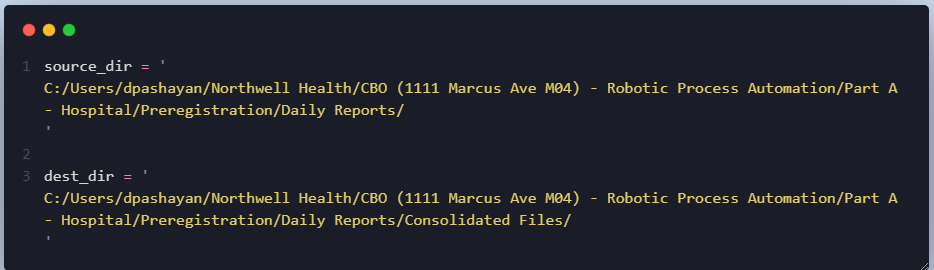 1 source_dir = '
C:/Users/dpashayan/Northwell Health/CBO (1111 Marcus Ave M04) - Robotic Process Automation/Part A
- Hospital/Preregistration/Daily Reports/
'
2
3 dest_dir = '
C:/Users/dpashayan/Northwell Health/CBO (1111 Marcus Ave M04) - Robotic Process Automation/Part A
- Hospital/Preregistration/Daily Reports/Consolidated Files/
'